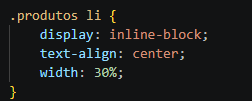 .produtos li {
    display: inline-block;
    text-align: center;
    width: 30%;
}